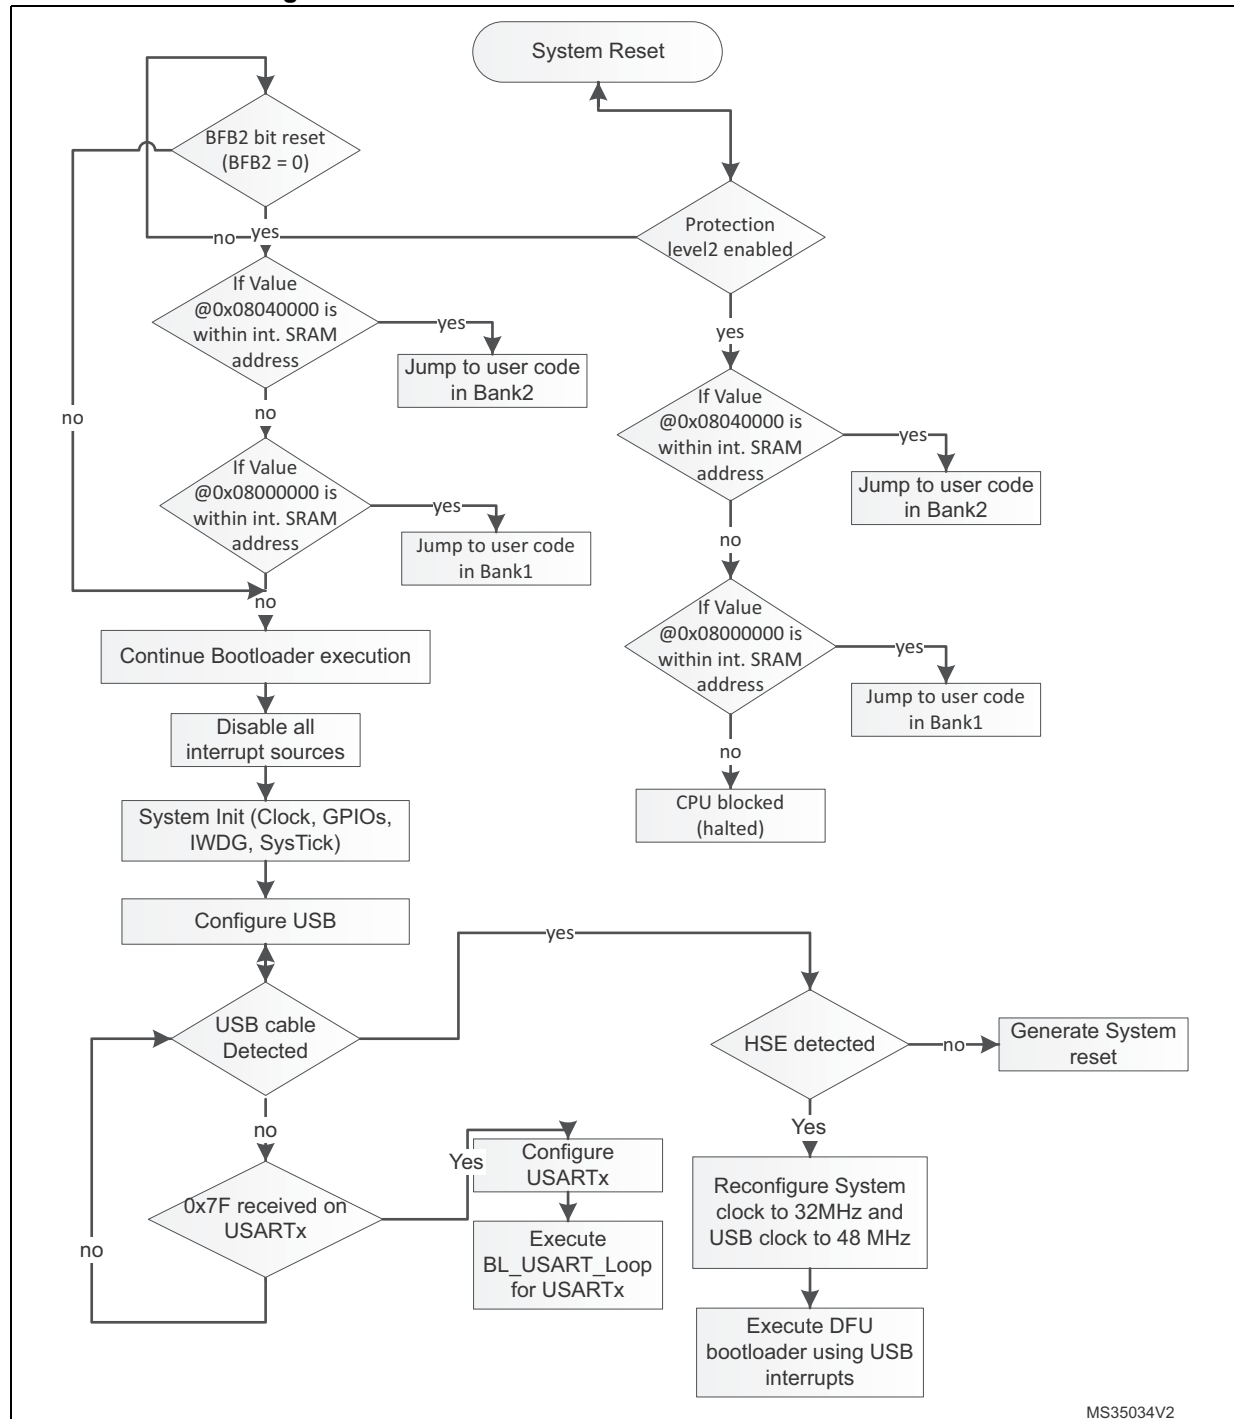 System Reset
BFB2 bit reset
(BFB2 = 0)
Protection
level2 enabled
no
yes
If Value
@0x08040000 is
within int. SRAM
address
yes
Jump to user code
in Bank2
no
no
If Value
@0x08000000 is
within int. SRAM
address
yes
Jump to user code
in Bank1
no
yes
If Value
@0x08040000 is
within int. SRAM
address
yes
Jump to user code
in Bank2
no
If Value
@0x08000000 is
within int. SRAM
address
yes
Jump to user code
in Bank1
no
CPU blocked
(halted)
Continue Bootloader execution
Disable all
interrupt sources
System Init (Clock, GPIOs,
IWDG, SysTick)
Configure USB
yes
USB cable
Detected
HSE detected
no
Generate System
reset
no
Yes
0x7F received on
USARTx
no
Yes
Configure
USARTx
Execute
BL_USART_Loop
for USARTx
Reconfigure System
clock to 32MHz and
USB clock to 48 MHz
Execute DFU
bootloader using USB
interrupts
MS35034V2